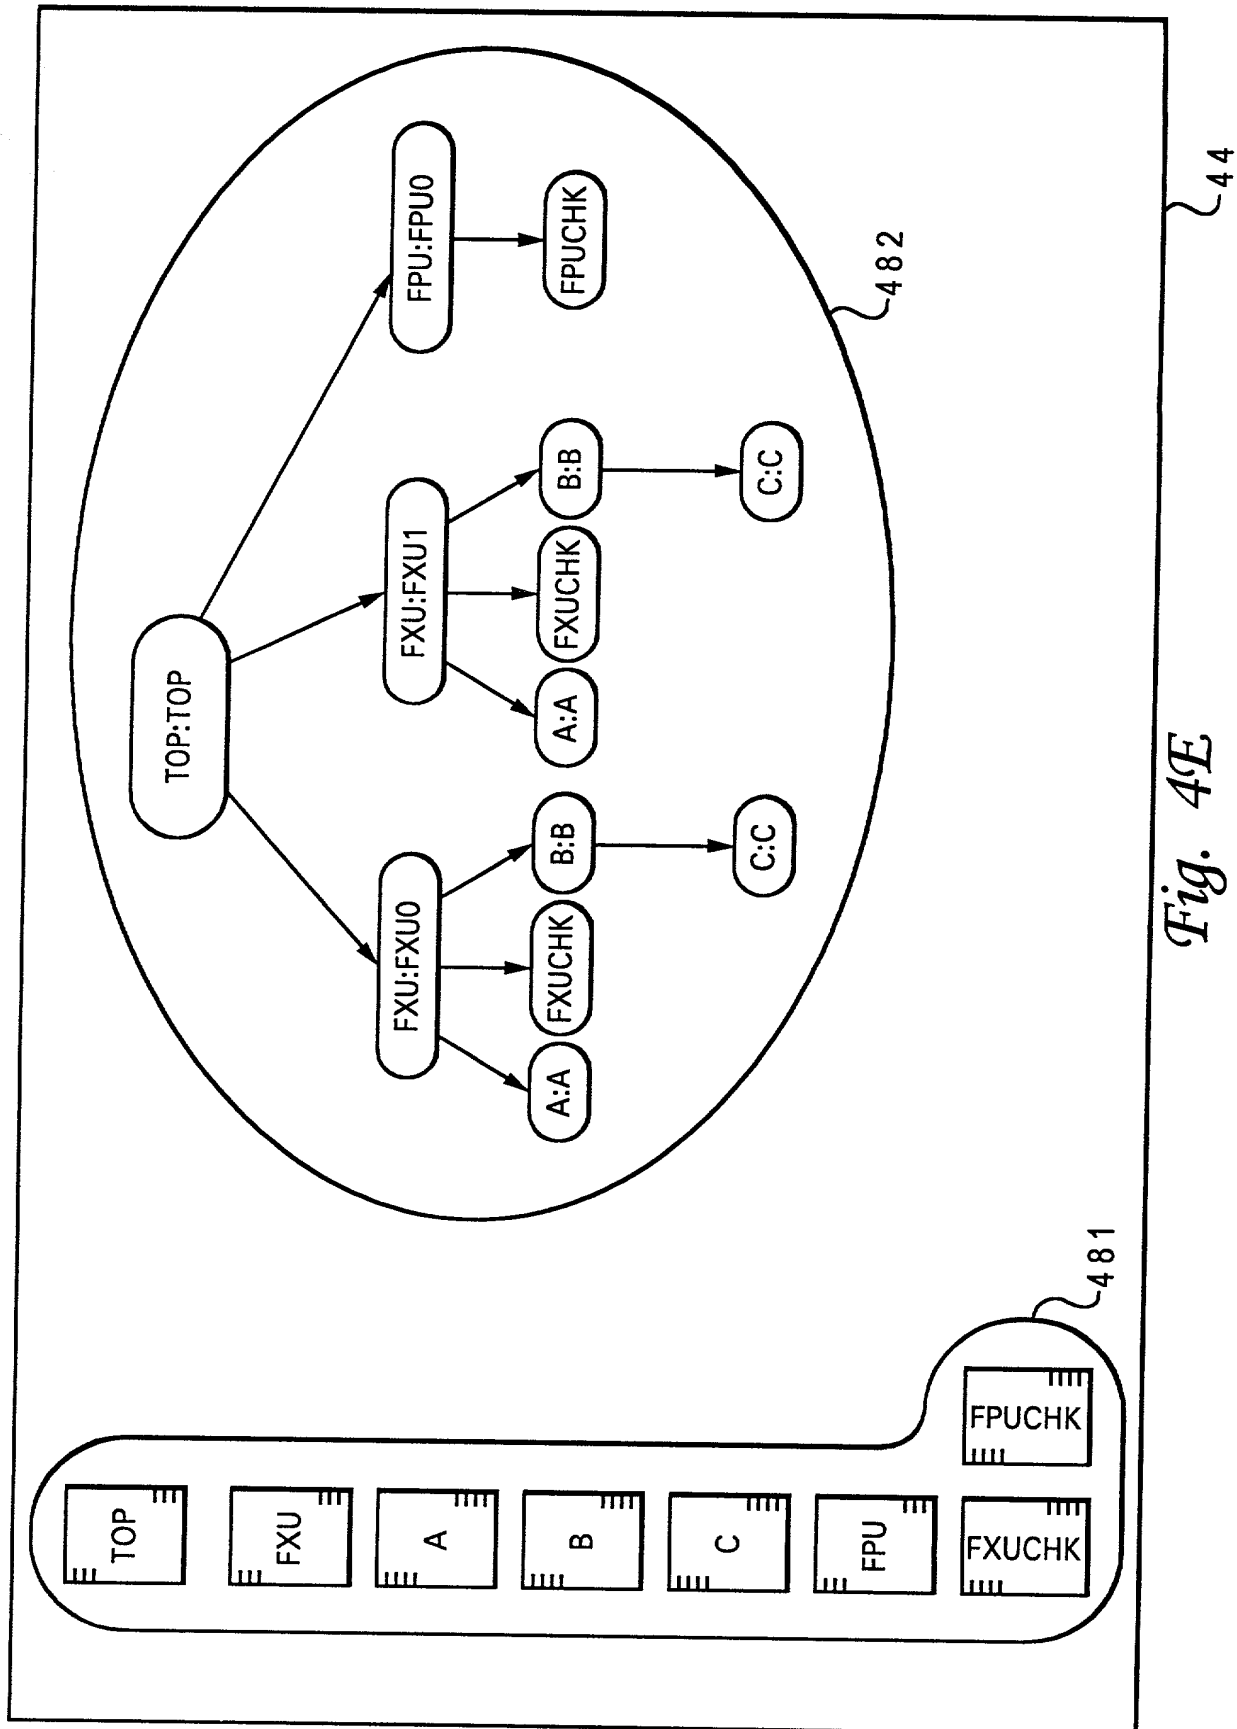 TOP
FXU
A
B
C
FPU
FXUCHK
FPUCHK
481
TOP:TOP
FXU:FXU0
FXU:FXU1
FPU:FPU0
A:A
FXUCHK
B:B
A:A
FXUCHK
B:B
FPUCHK
C:C
C:C
482
44
Fig. 4E